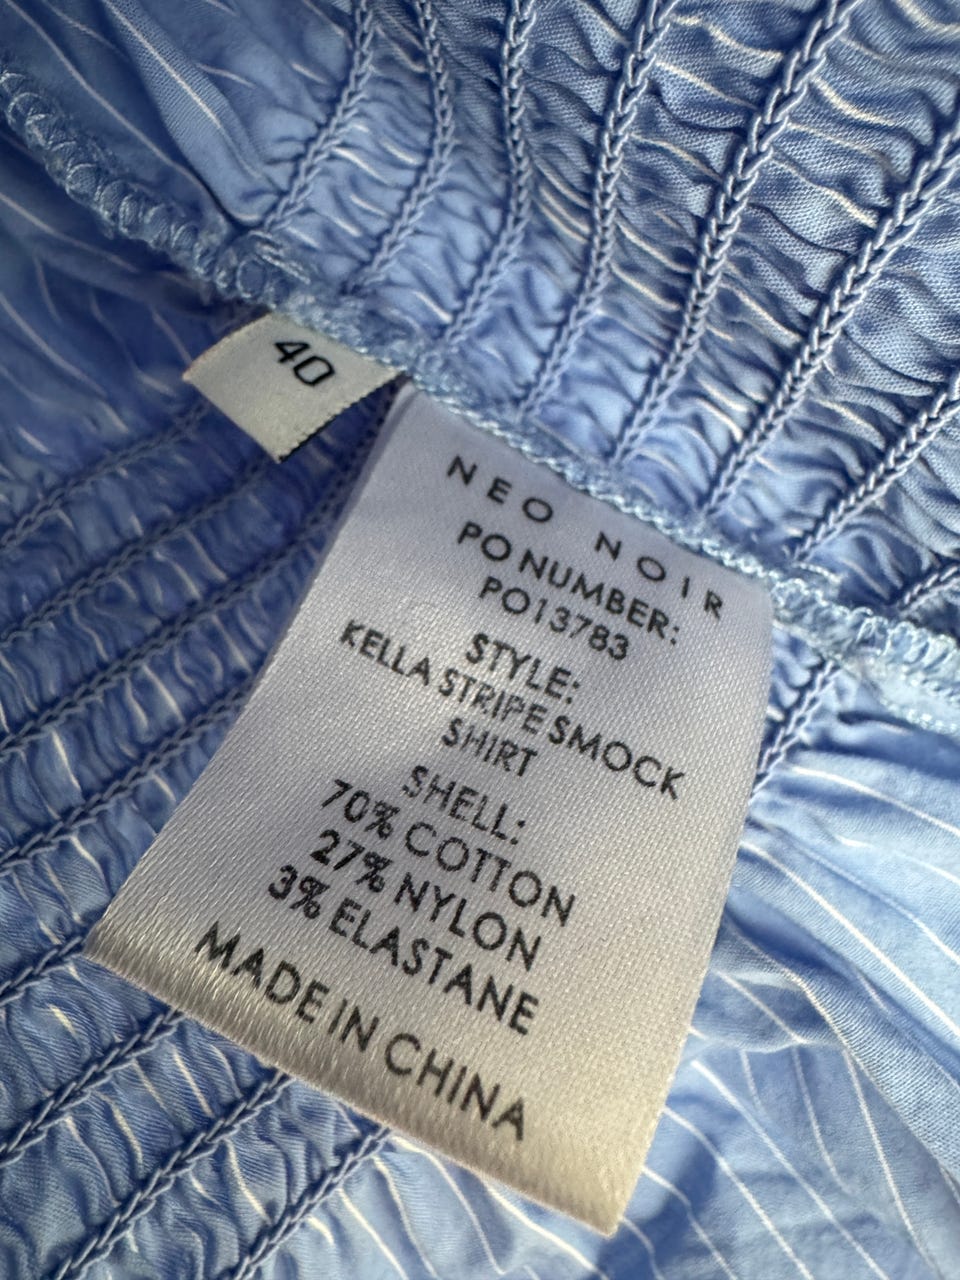 40
NEO NOIR
PO NUMBER:
PO13783
STYLE:
KELLA STRIPE SMOCK
SHIRT
SHELL:
70% COTTON
27% NYLON
3% ELASTANE
MADE IN CHINA